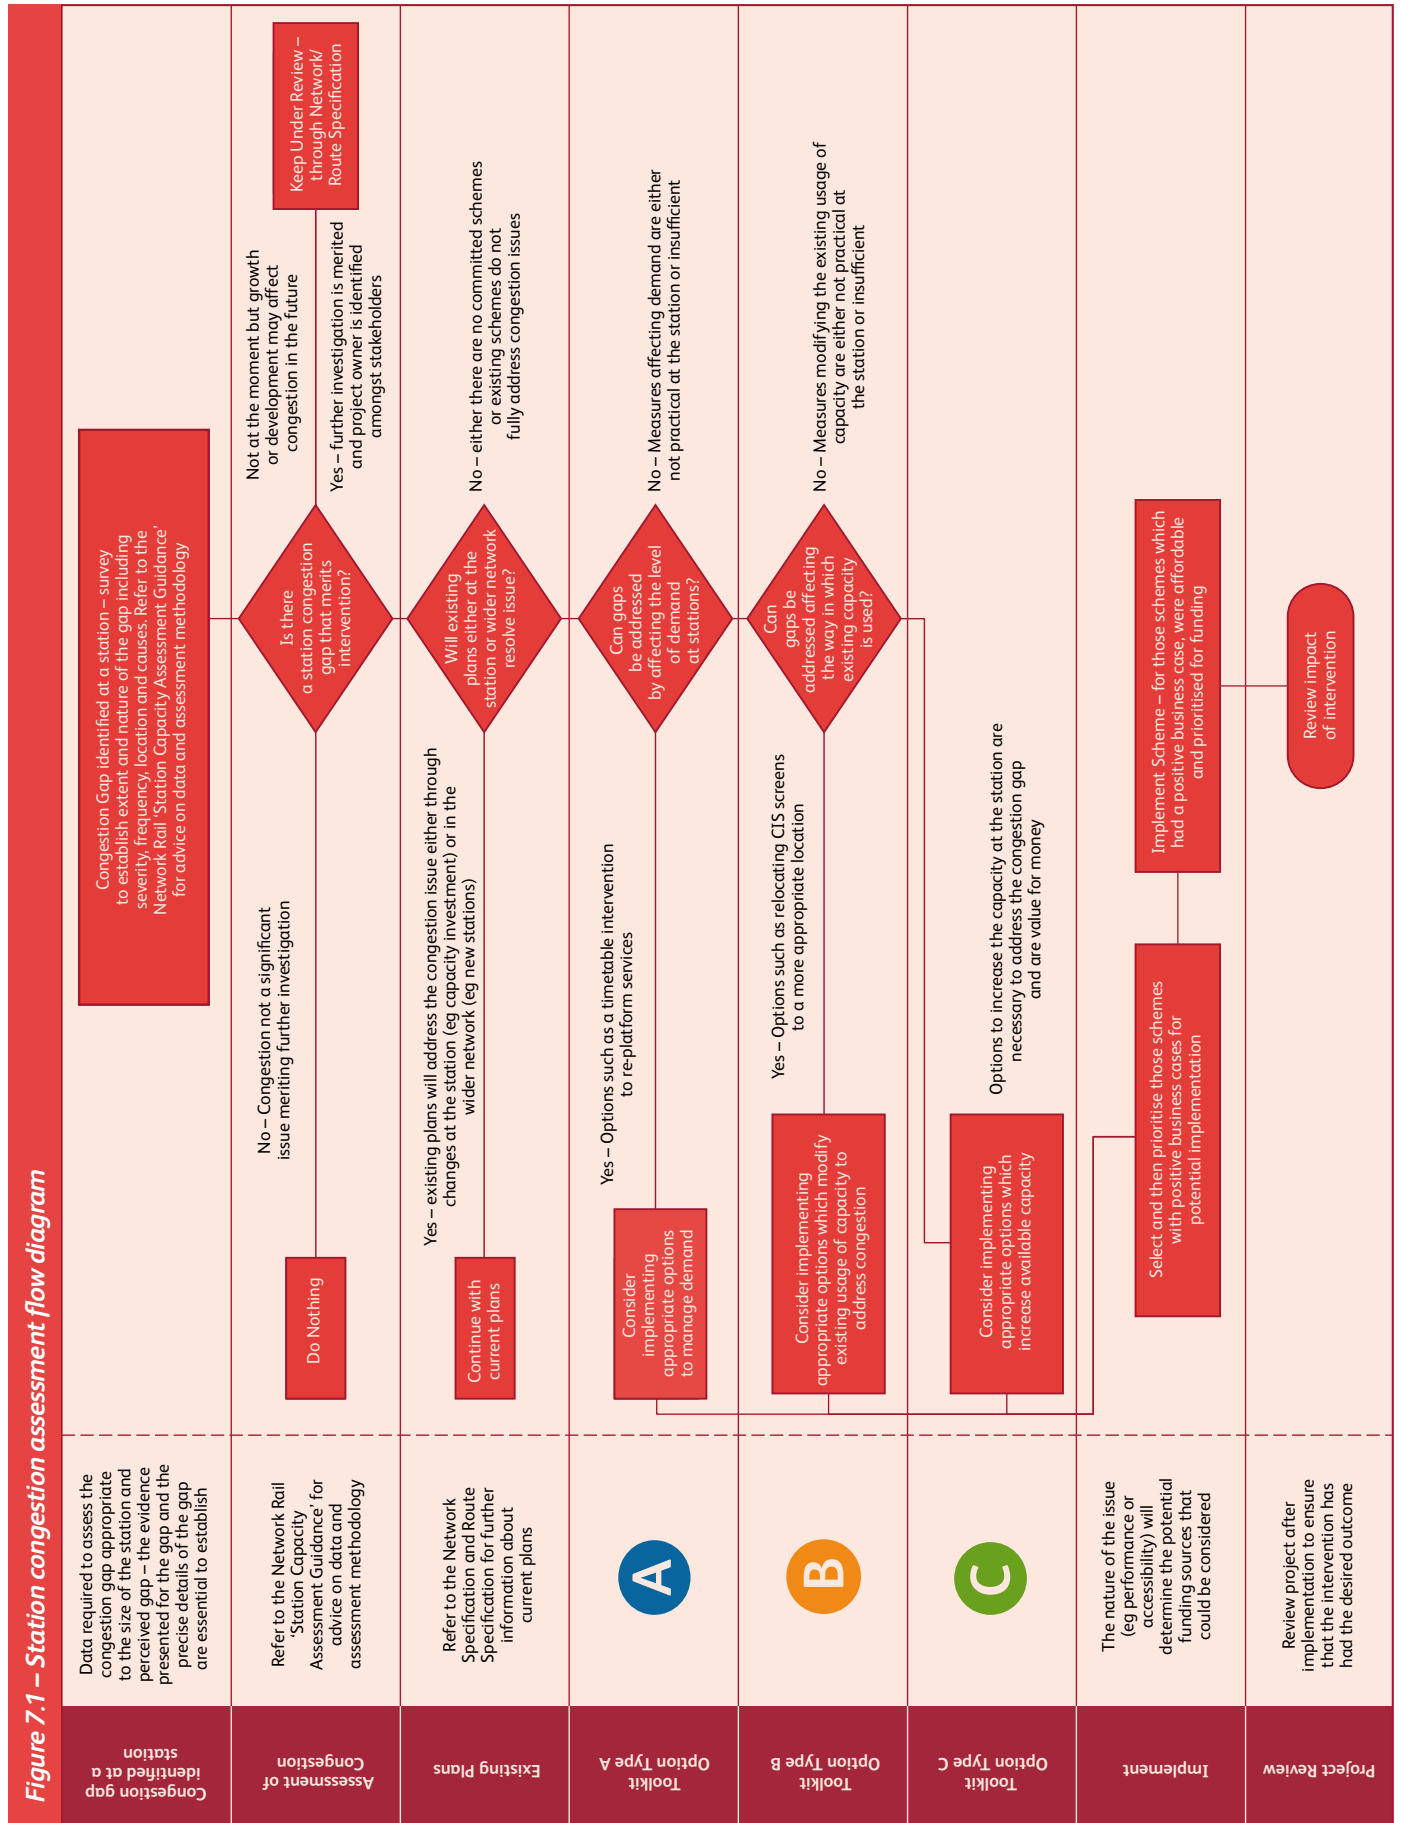 Figure 7.1 – Station congestion assessment flow diagram
Congestion gap
identified at a
station
Data required to assess the
congestion gap appropriate
to the size of the station and
perceived gap – the evidence
presented for the gap and the
precise details of the gap
are essential to establish
Congestion Gap identified at a station – survey
to establish extent and nature of the gap including
severity, frequency, location and causes. Refer to the
Network Rail ‘Station Capacity Assessment Guidance’
for advice on data and assessment methodology
Assessment of
Congestion
Refer to the Network Rail
‘Station Capacity
Assessment Guidance’ for
advice on data and
assessment methodology
Do Nothing
No – Congestion not a significant
issue meriting further investigation
Is there
a station congestion
gap that merits
intervention?
Not at the moment but growth
or development may affect
congestion in the future
Yes – further investigation is merited
and project owner is identified
amongst stakeholders
Keep Under Review –
through Network/
Route Specification
Existing Plans
Refer to the Network
Specification and Route
Specification for further
information about
current plans
Continue with
current plans
Yes – existing plans will address the congestion issue either through
changes at the station (eg capacity investment) or in the
wider network (eg new stations)
Will existing
plans either at the
station or wider network
resolve issue?
No – either there are no committed schemes
or existing schemes do not
fully address congestion issues
Toolkit
Option Type A
A
Consider
implementing
appropriate options
to manage demand
Yes – Options such as a timetable intervention
to re-platform services
Can gaps
be addressed
by affecting the level
of demand
at stations?
No – Measures affecting demand are either
not practical at the station or insufficient
Toolkit
Option Type B
B
Consider implementing
appropriate options which modify
existing usage of capacity to
address congestion
Yes – Options such as relocating CIS screens
to a more appropriate location
Can
gaps be
addressed affecting
the way in which
existing capacity
is used?
No – Measures modifying the existing usage of
capacity are either not practical at
the station or insufficient
Toolkit
Option Type C
C
Consider implementing
appropriate options which
increase available capacity
Options to increase the capacity at the station are
necessary to address the congestion gap
and are value for money
Implement
The nature of the issue
(eg performance or
accessibility) will
determine the potential
funding sources that
could be considered
Select and then prioritise those schemes
with positive business cases for
potential implementation
Implement Scheme – for those schemes which
had a positive business case, were affordable
and prioritised for funding
Project Review
Review project after
implementation to ensure
that the intervention has
had the desired outcome
Review impact
of intervention